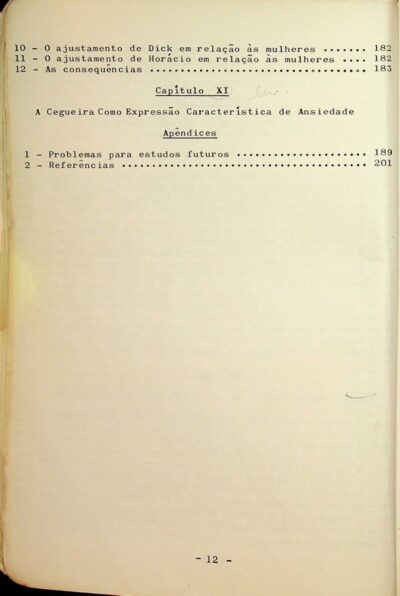 10 - O ajustamento de Dick em relação às mulheres ....... 182
11 - O ajustamento de Horácio em relação às mulheres .... 182
12 - As consequências ................................... 183
Capítulo XI
A Cegueira Como Expressão Característica de Ansiedade
Apêndices
1 - Problemas para estudos futuros ..................... 189
2 - Referências ........................................ 201
- 12 -